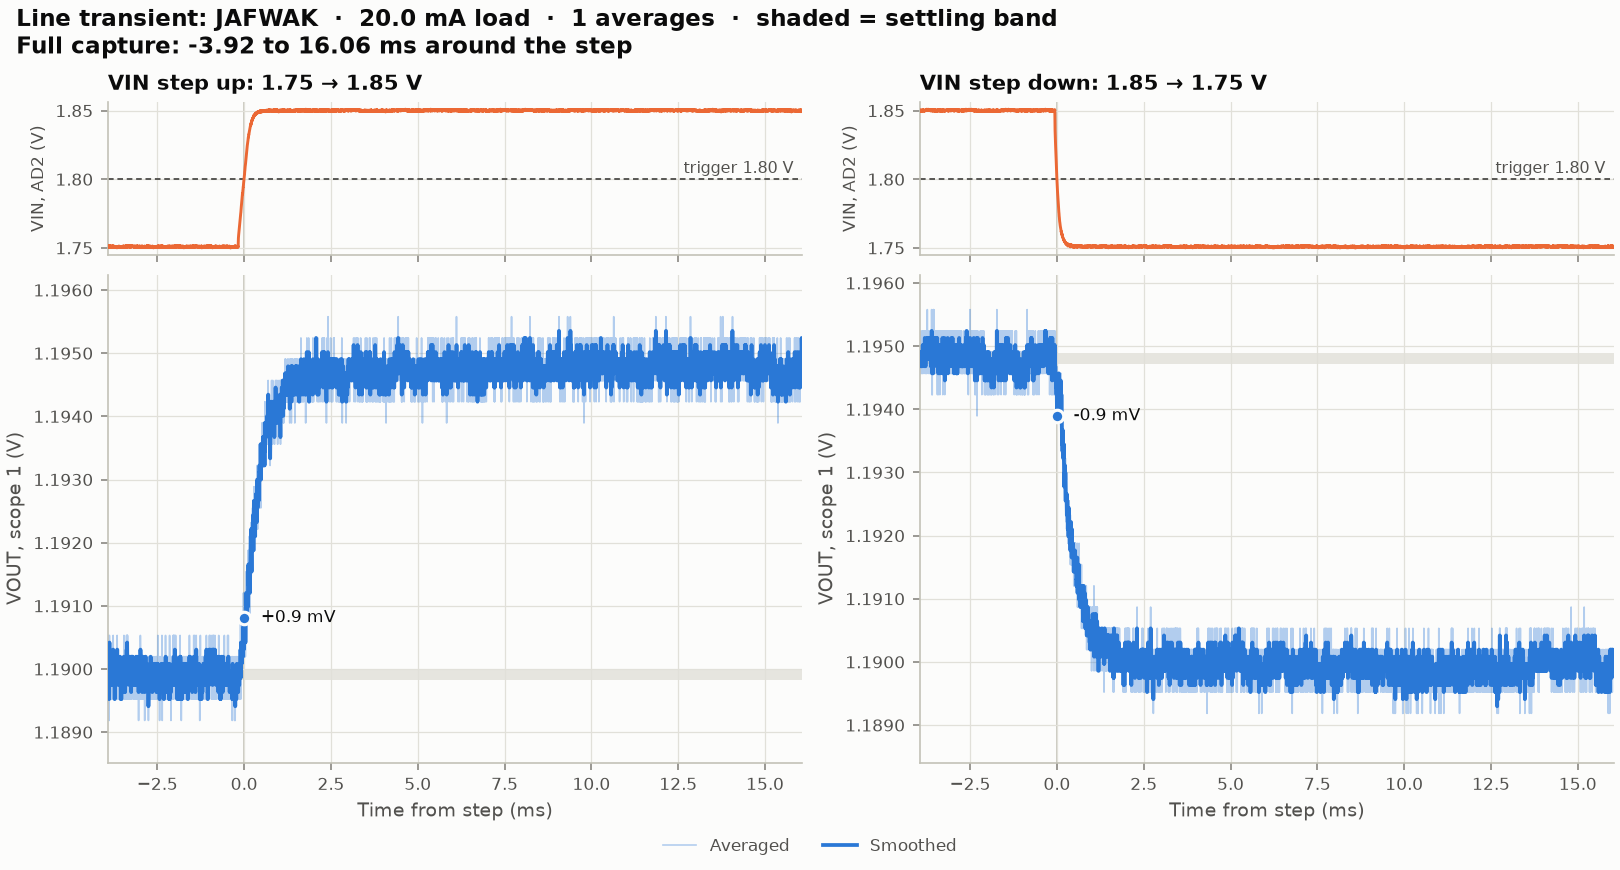 Line transient: JAFWAK · 20.0 mA load · 1 averages · shaded = settling band
Full capture: -3.92 to 16.06 ms around the step
VIN step up: 1.75 → 1.85 V
VIN, AD2 (V)
1.85
1.80
1.75
trigger 1.80 V
VOUT, scope 1 (V)
1.1960
1.1950
1.1940
1.1930
1.1920
1.1910
1.1900
1.1890
+0.9 mV
−2.5 0.0 2.5 5.0 7.5 10.0 12.5 15.0
Time from step (ms)
VIN step down: 1.85 → 1.75 V
VIN, AD2 (V)
1.85
1.80
1.75
trigger 1.80 V
VOUT, scope 1 (V)
1.1960
1.1950
1.1940
1.1930
1.1920
1.1910
1.1900
1.1890
-0.9 mV
−2.5 0.0 2.5 5.0 7.5 10.0 12.5 15.0
Time from step (ms)
Averaged Smoothed